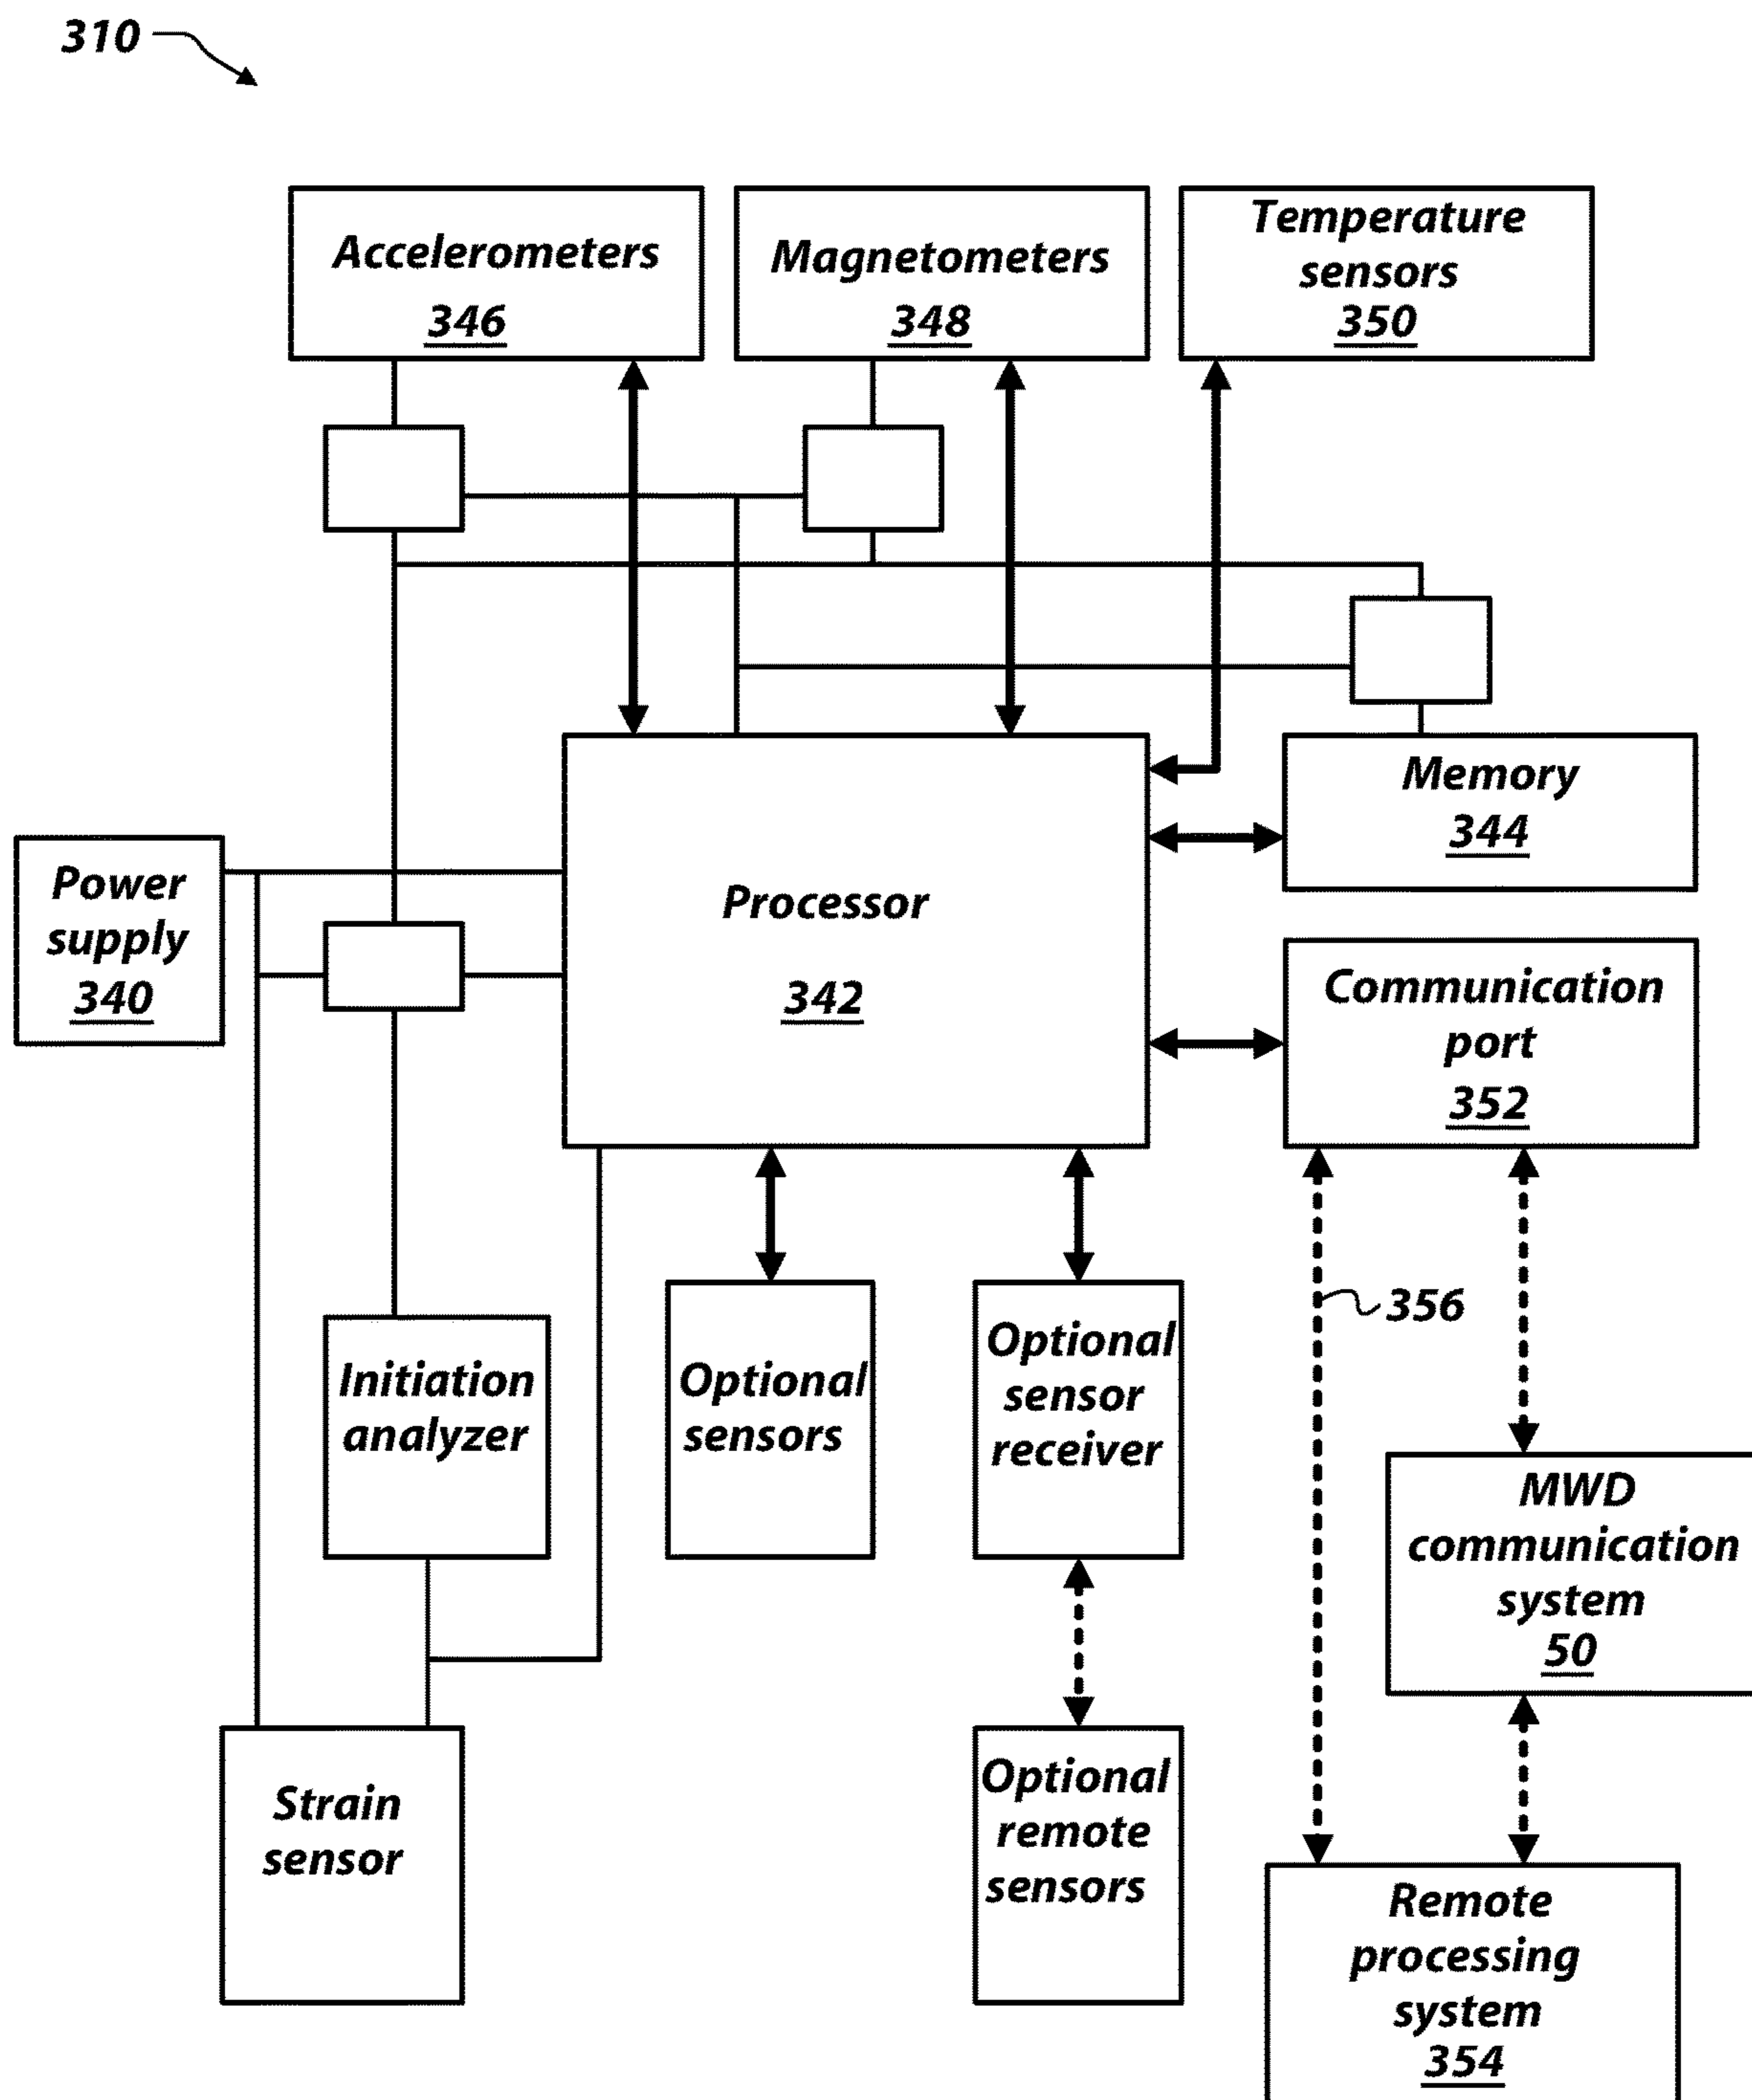 310
Accelerometers
346
Magnetometers
348
Temperature
sensors
350
Memory
344
Power
supply
340
Processor
342
Communication
port
352
356
Initiation
analyzer
Optional
sensors
Optional
sensor
receiver
MWD
communication
system
50
Strain
sensor
Optional
remote
sensors
Remote
processing
system
354